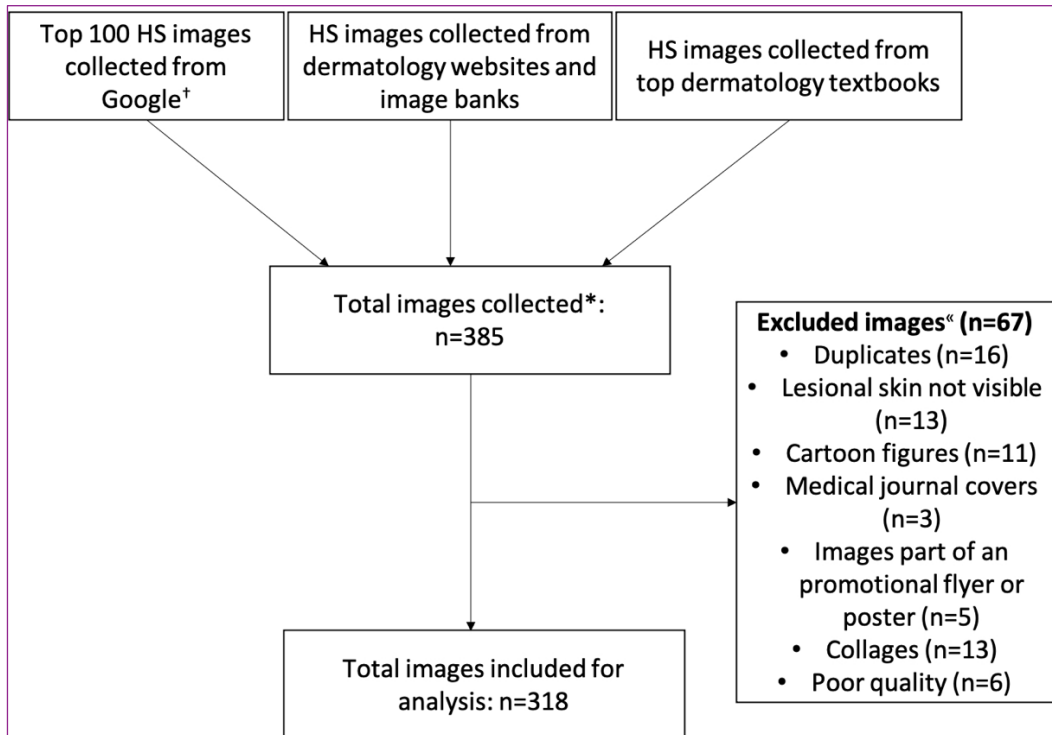 Top 100 HS images
collected from
Google†
HS images collected from
dermatology websites and
image banks
HS images collected from
top dermatology textbooks
Total images collected*:
n=385
Excluded images« (n=67)
• Duplicates (n=16)
• Lesional skin not visible
(n=13)
• Cartoon figures (n=11)
• Medical journal covers
(n=3)
• Images part of an
promotional flyer or
poster (n=5)
• Collages (n=13)
• Poor quality (n=6)
Total images included for
analysis: n=318